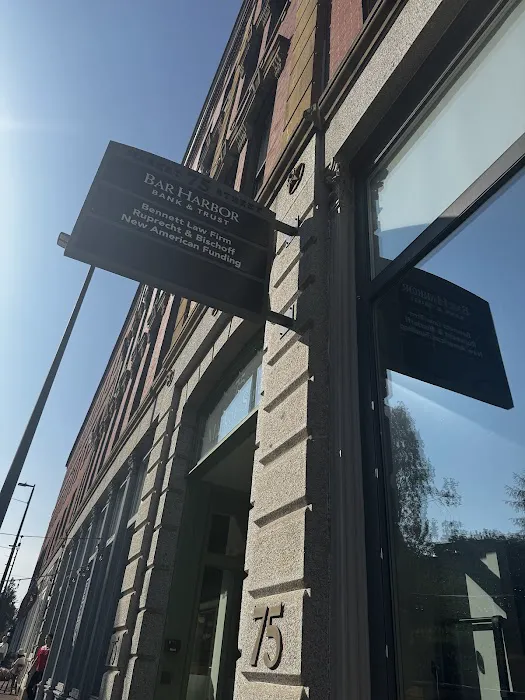 BAR HARBOR
BANK & TRUST
Bennett Law Firm
Ruprecht & Bischoff
New American Funding
75